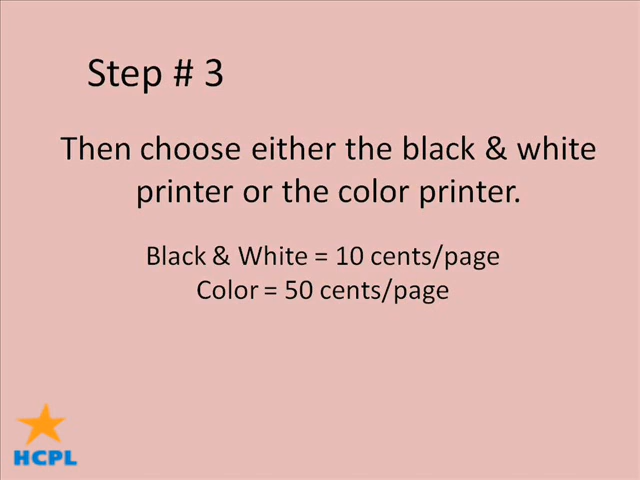 Step # 3
Then choose either the black & white
printer or the color printer.
Black & White = 10 cents/page
Color = 50 cents/page
HCPL